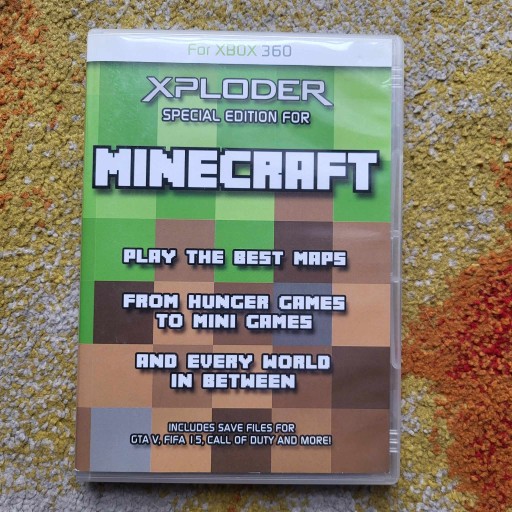 For XBOX 360
XPLODER
SPECIAL EDITION FOR
MINECRAFT
PLAY THE BEST MAPS
FROM HUNGER GAMES
TO MINI GAMES
AND EVERY WORLD
IN BETWEEN
INCLUDES SAVE FILES FOR
GTA V, FIFA 15, CALL OF DUTY AND MORE!